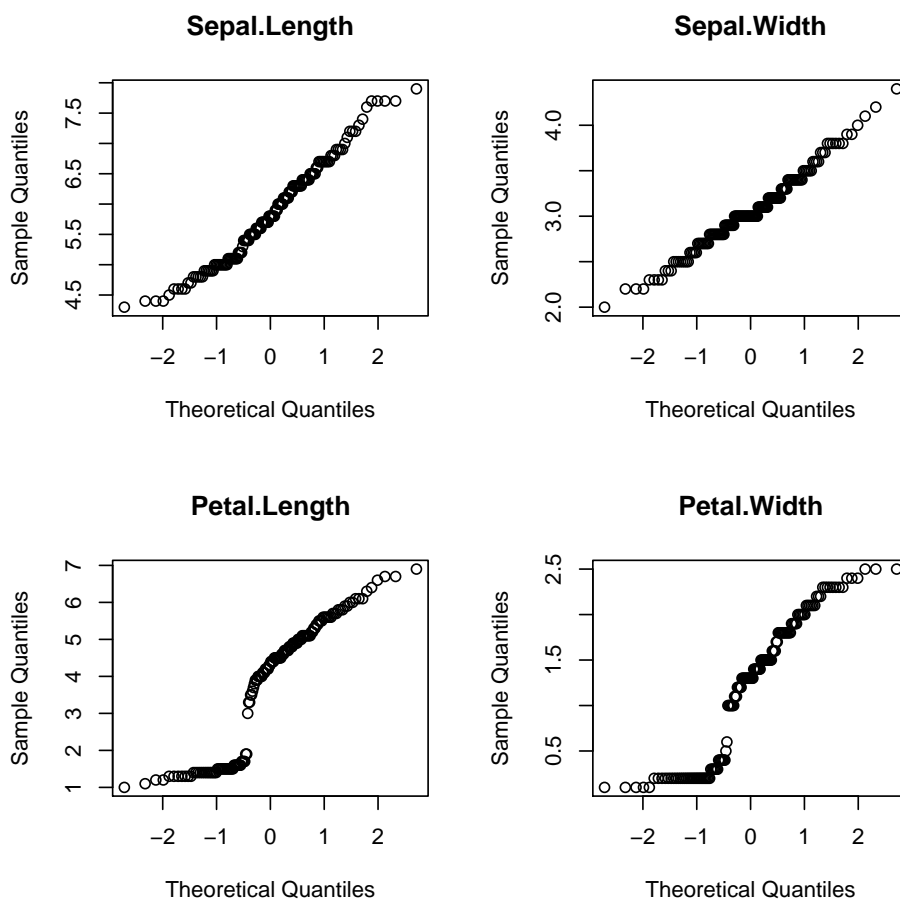 Sepal.Length
Sample Quantiles
4.5 5.5 6.5 7.5
−2 −1 0 1 2
Theoretical Quantiles
Sepal.Width
Sample Quantiles
2.0 3.0 4.0
−2 −1 0 1 2
Theoretical Quantiles
Petal.Length
Sample Quantiles
1 2 3 4 5 6 7
−2 −1 0 1 2
Theoretical Quantiles
Petal.Width
Sample Quantiles
0.5 1.5 2.5
−2 −1 0 1 2
Theoretical Quantiles